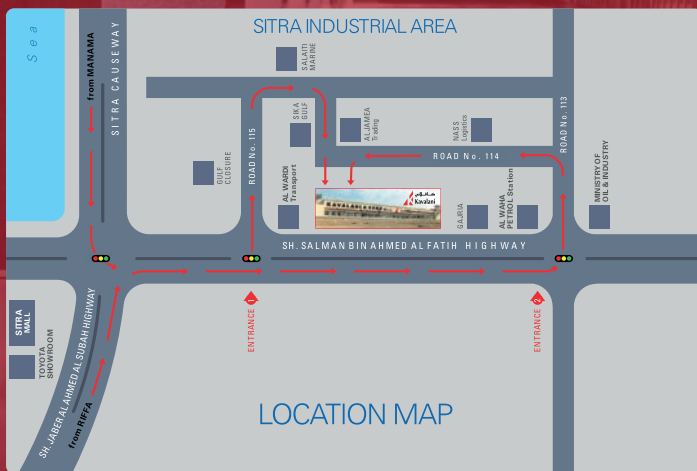 SITRA INDUSTRIAL AREA
Sea
from MANAMA
SITRA CAUSEWAY
SALAITI
MARINE
SIKA
GULF
ALJAMEA
Trading
NASS
Logistics
ROAD No. 113
ROAD No. 115
ROAD No. 114
GULF
CLOSURE
AL WARDI
Transport
كافلاني
Kavalani
GAJRIA
AL WAHA
PETROL Station
MINISTRY OF
OIL & INDUSTRY
SH. SALMAN BIN AHMED AL FATIH HIGHWAY
SITRA
MALL
TOYOTA
SHOWROOM
SH. JABER AL AHMED AL SUBAH HIGHWAY
from RIFFA
ENTRANCE 1
ENTRANCE 2
LOCATION MAP